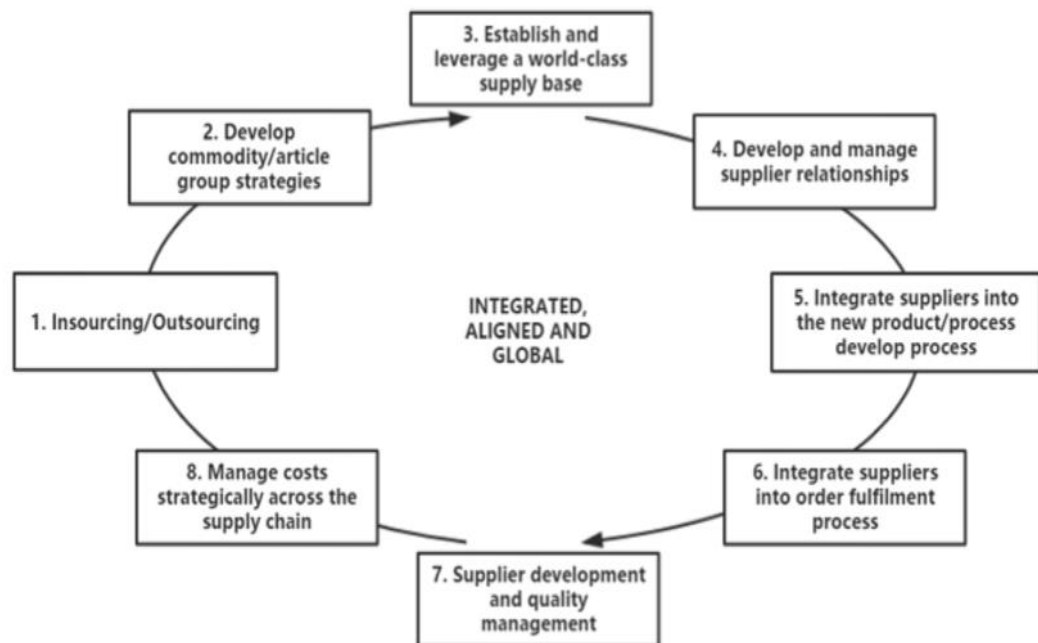 3. Establish and
leverage a world-class
supply base
2. Develop
commodity/article
group strategies
4. Develop and manage
supplier relationships
1. Insourcing/Outsourcing
INTEGRATED,
ALIGNED AND
GLOBAL
5. Integrate suppliers into
the new product/process
develop process
8. Manage costs
strategically across the
supply chain
6. Integrate suppliers
into order fulfilment
process
7. Supplier development
and quality
management